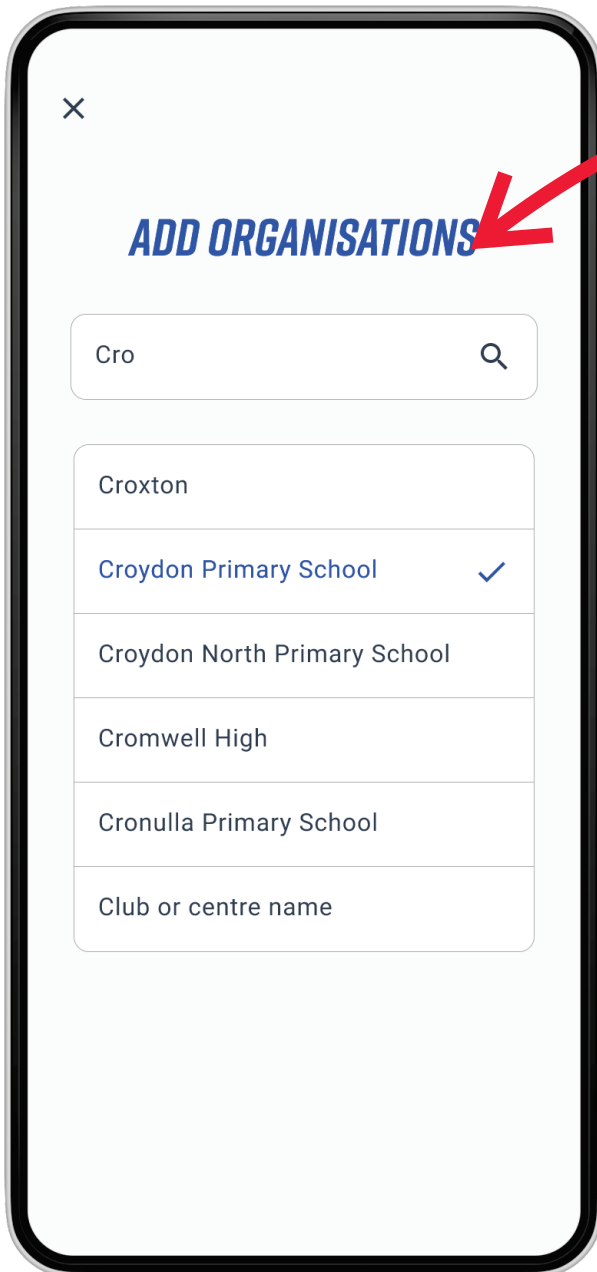 ADD ORGANISATIONS
Cro
Croxton
Croydon Primary School
Croydon North Primary School
Cromwell High
Cronulla Primary School
Club or centre name